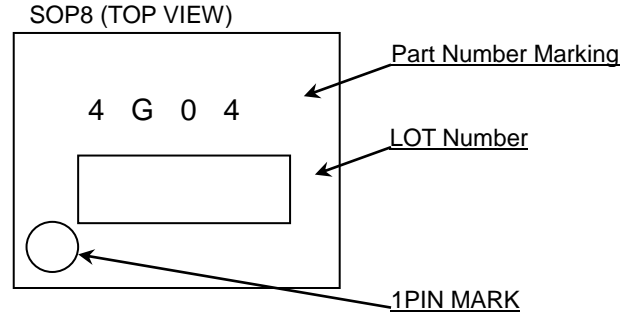 SOP8 (TOP VIEW)
Part Number Marking
4 G 0 4
LOT Number
1PIN MARK